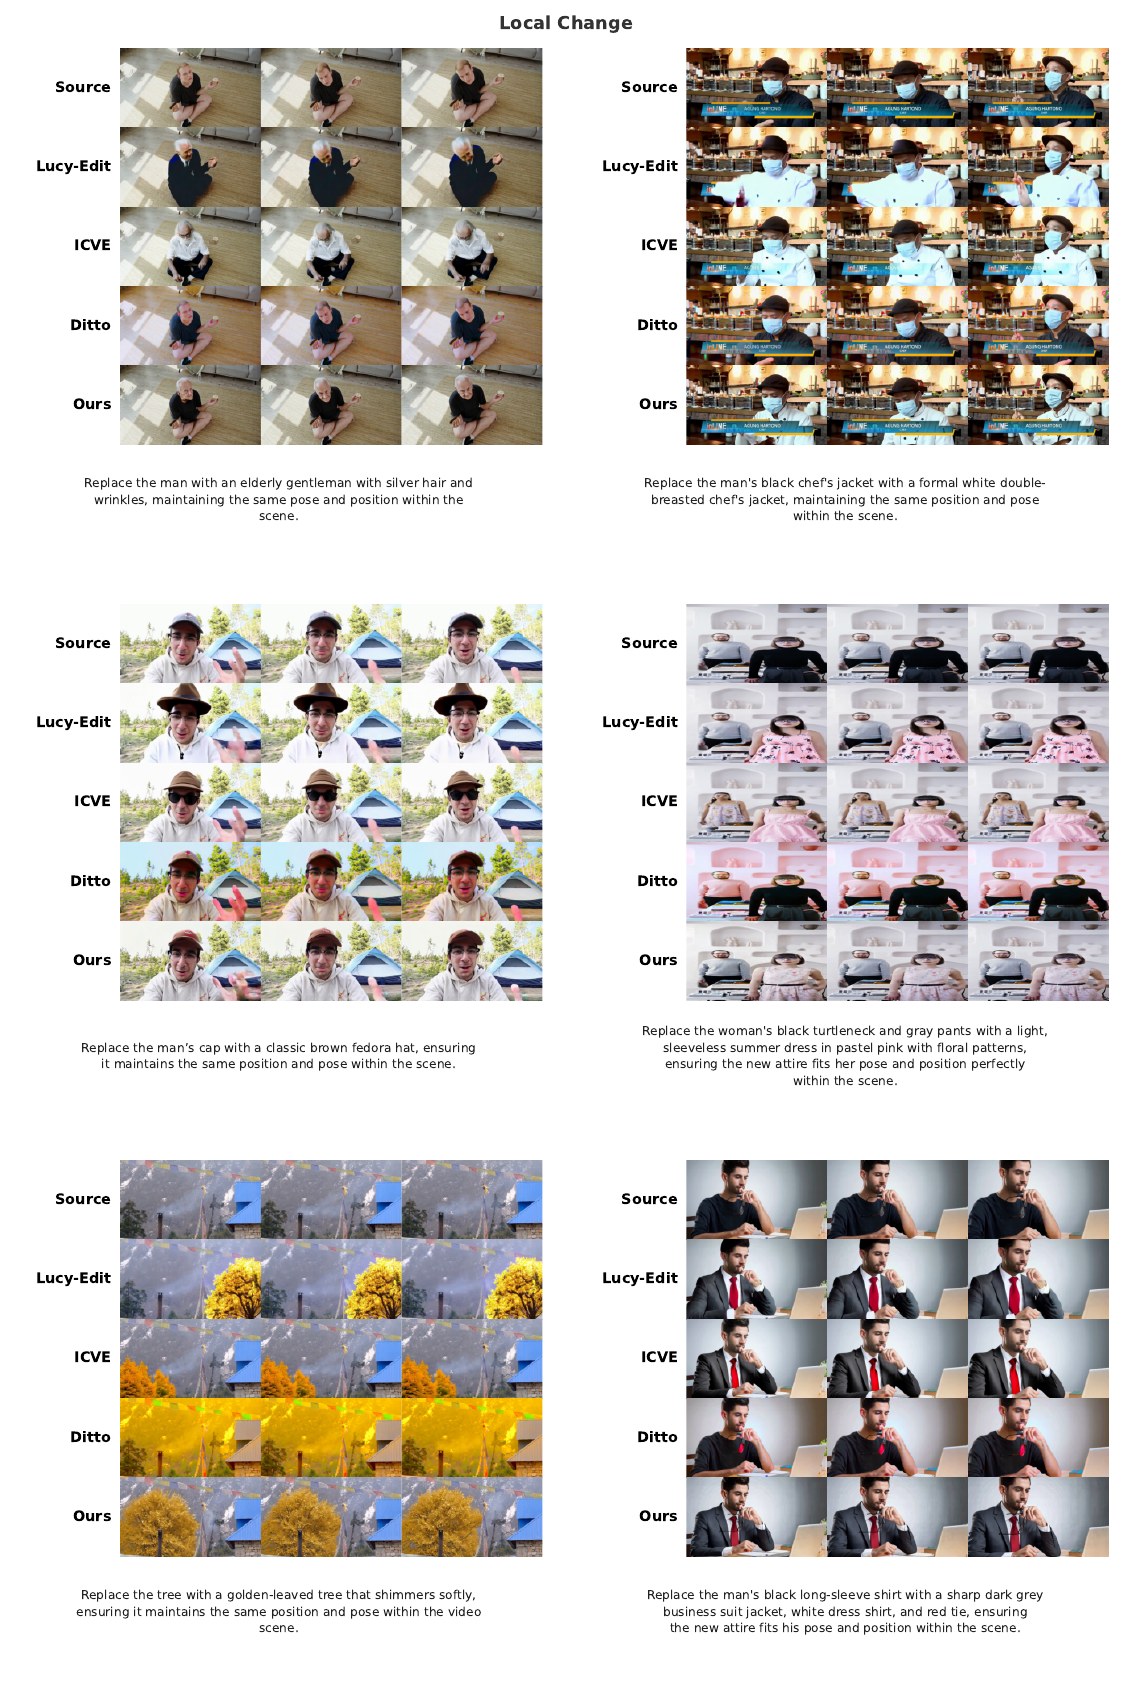 Local Change
Source
Lucy-Edit
ICVE
Ditto
Ours
Replace the man with an elderly gentleman with silver hair and
wrinkles, maintaining the same pose and position within the
scene.
Source
Lucy-Edit
ICVE
Ditto
Ours
AGUNG HARTONO
Replace the man's black chef's jacket with a formal white double-
breasted chef's jacket, maintaining the same position and pose
within the scene.
Source
Lucy-Edit
ICVE
Ditto
Ours
Replace the man’s cap with a classic brown fedora hat, ensuring
it maintains the same position and pose within the scene.
Source
Lucy-Edit
ICVE
Ditto
Ours
Replace the woman's black turtleneck and gray pants with a light,
sleeveless summer dress in pastel pink with floral patterns,
ensuring the new attire fits her pose and position perfectly
within the scene.
Source
Lucy-Edit
ICVE
Ditto
Ours
Replace the tree with a golden-leaved tree that shimmers softly,
ensuring it maintains the same position and pose within the video
scene.
Source
Lucy-Edit
ICVE
Ditto
Ours
Replace the man's black long-sleeve shirt with a sharp dark grey
business suit jacket, white dress shirt, and red tie, ensuring
the new attire fits his pose and position within the scene.